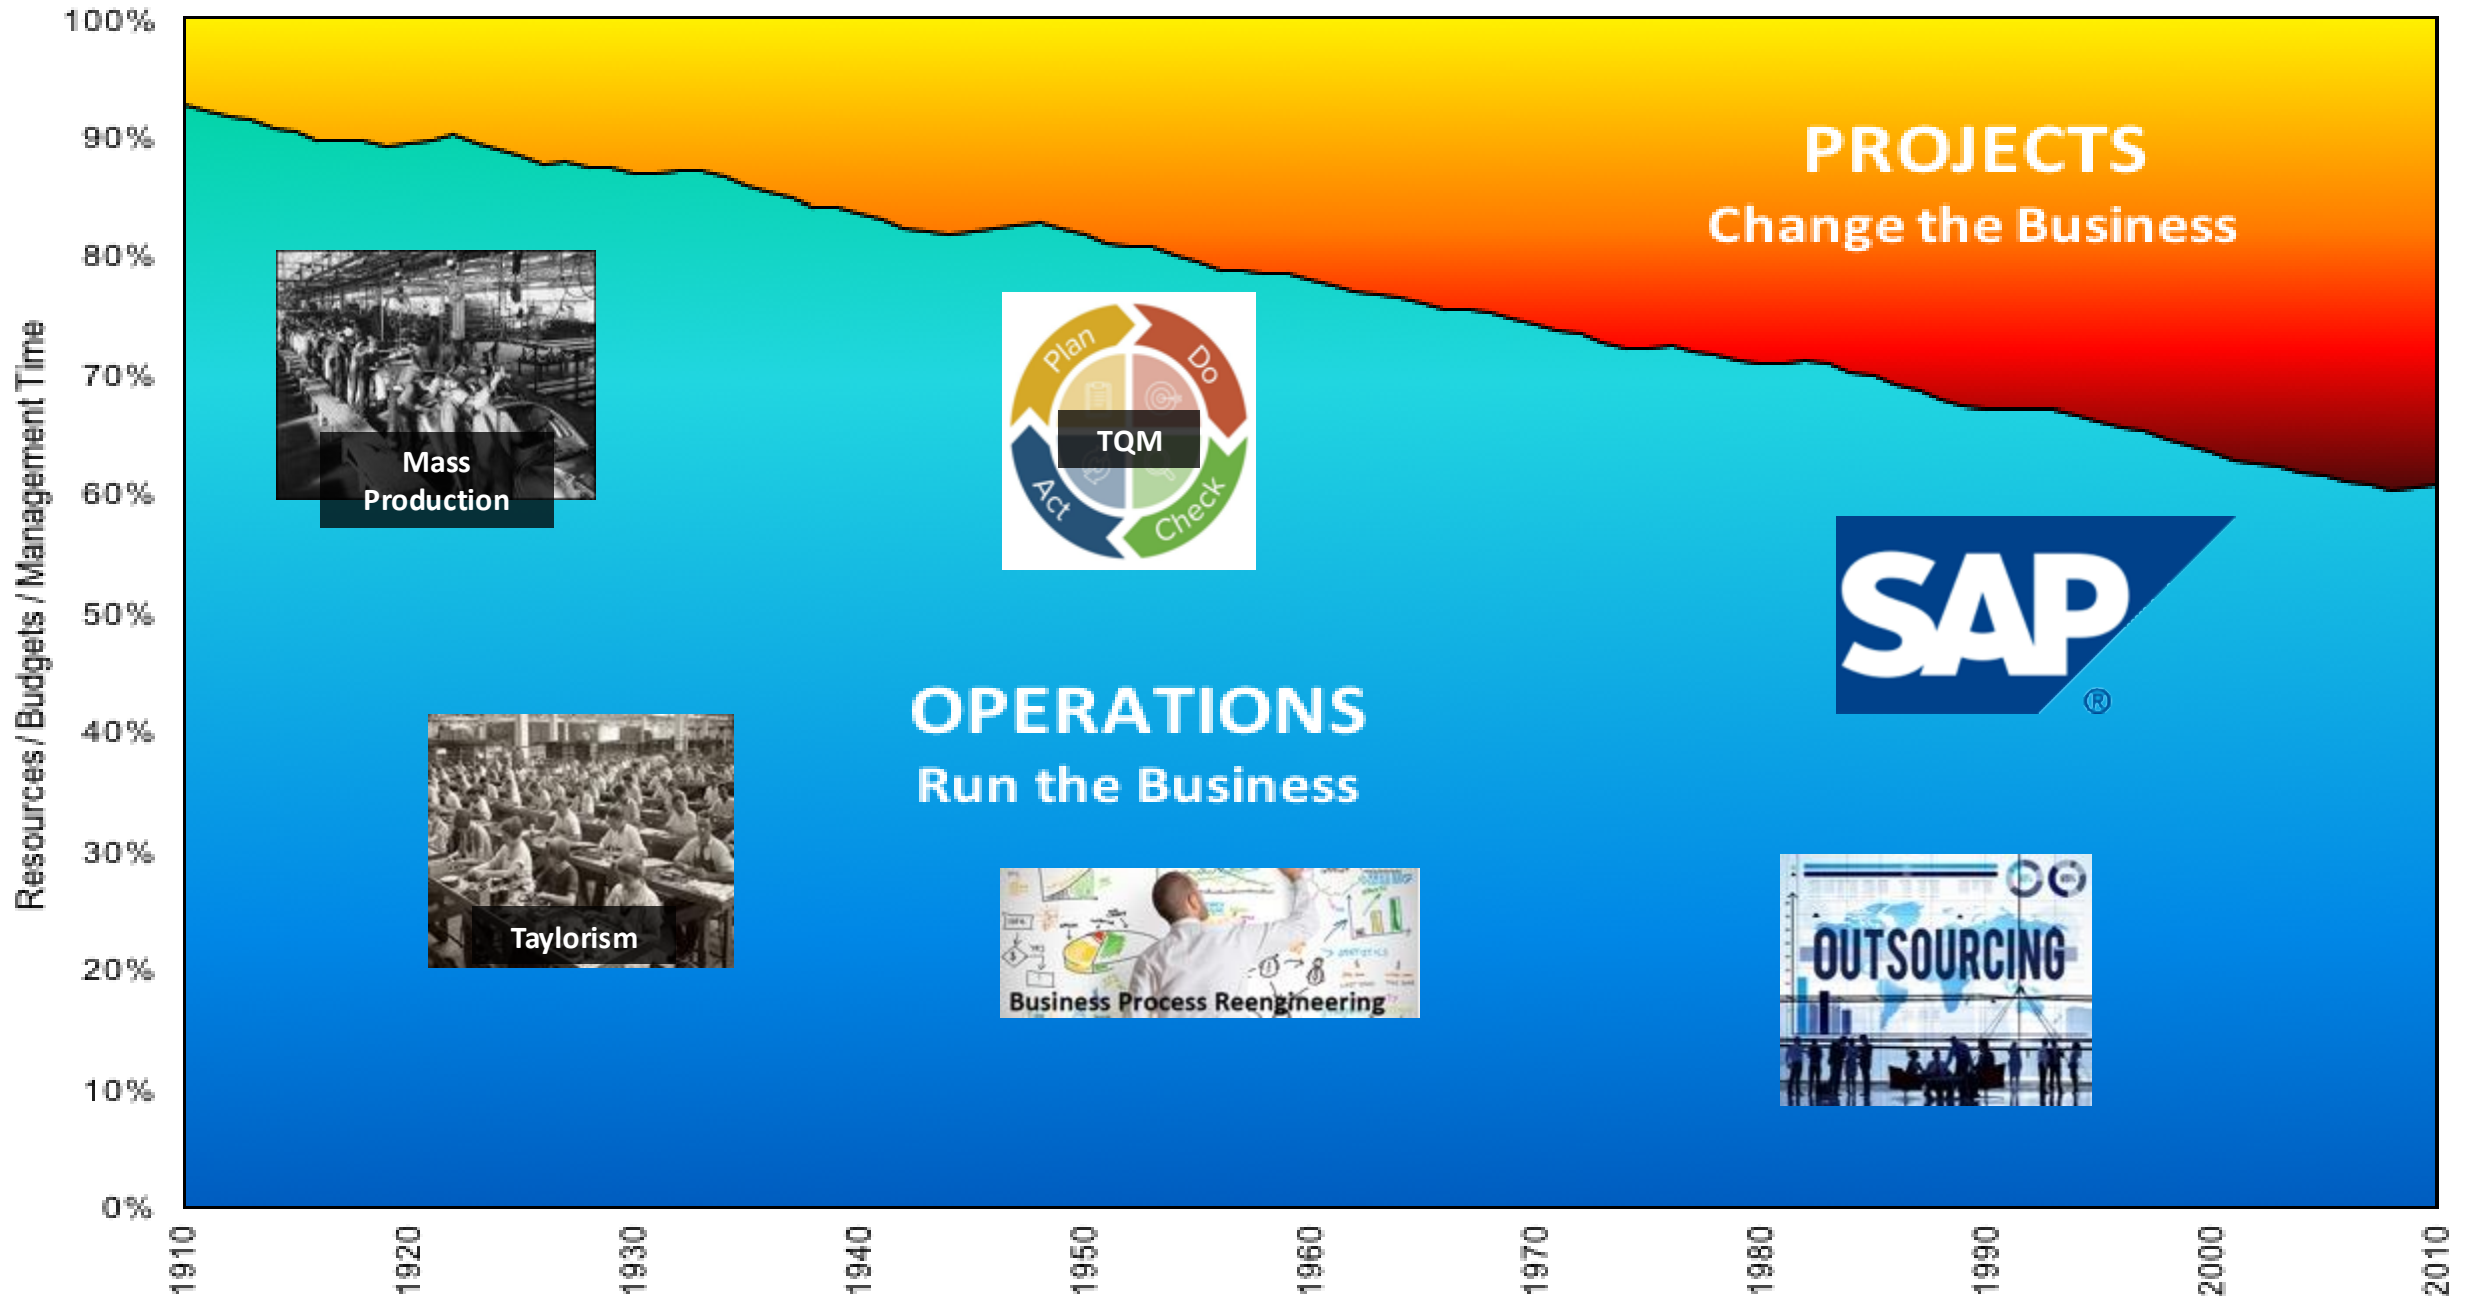 100%
90%
80%
70%
60%
50%
40%
30%
20%
10%
0%
Resources / Budgets / Management Time
PROJECTS
Change the Business
Mass
Production
Plan
Do
TQM
Act
Check
SAP
®
OPERATIONS
Run the Business
Taylorism
Business Process Reengineering
OUTSOURCING
1910
1920
1930
1940
1950
1960
1970
1980
1990
2000
2010